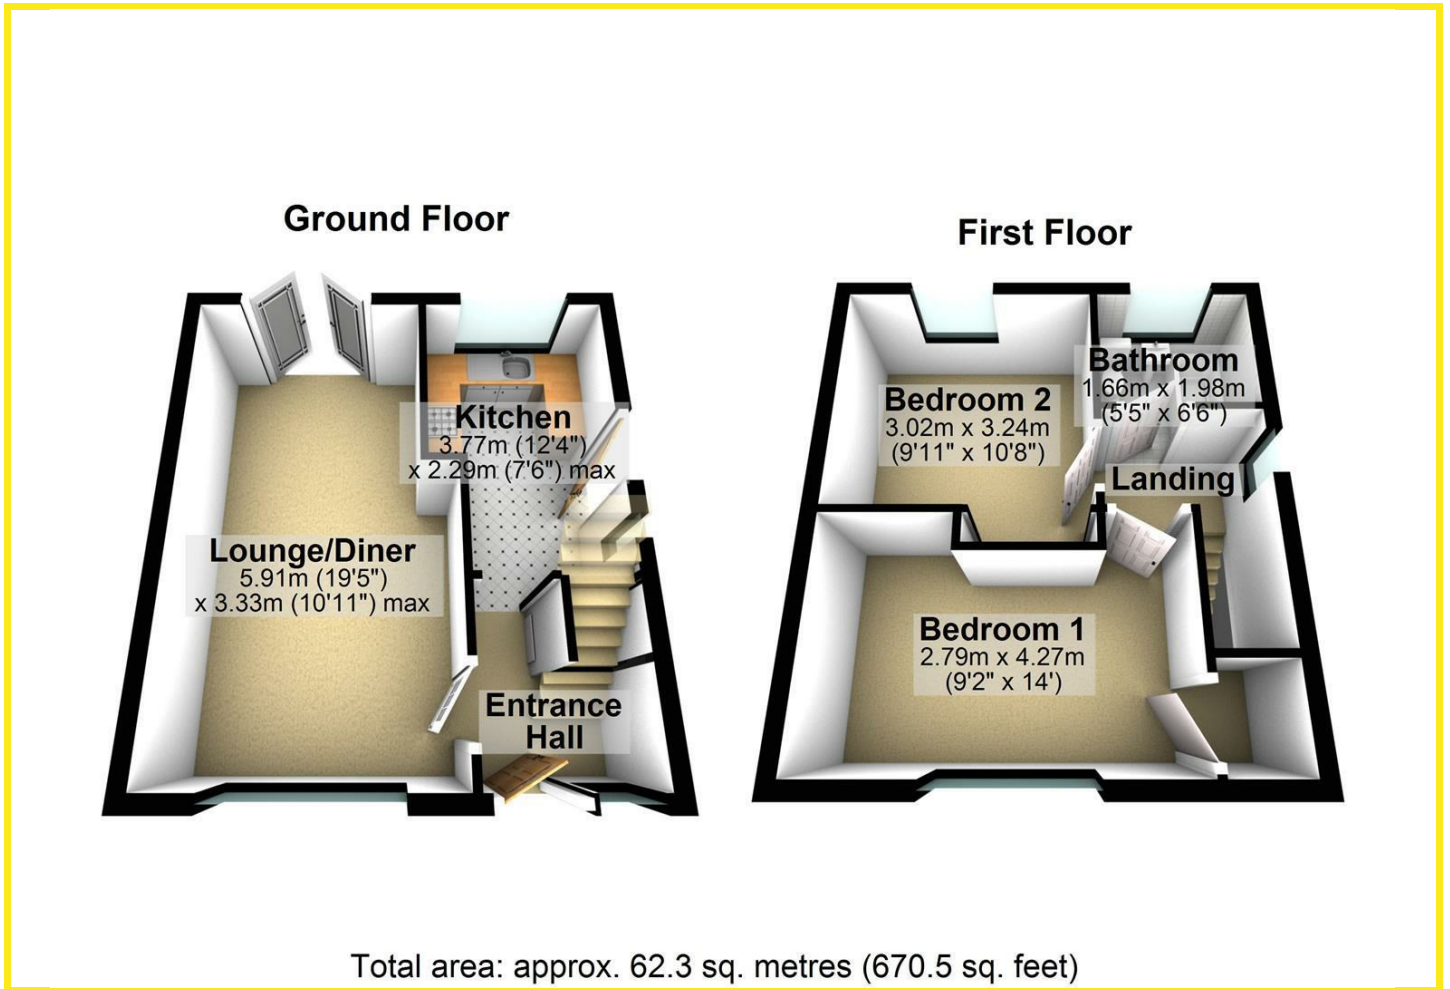 Ground Floor
First Floor
Kitchen
3.77m (12'4")
x 2.29m (7'6") max
Lounge/Diner
5.91m (19'5")
x 3.33m (10'11") max
Entrance
Hall
Bedroom 2
3.02m x 3.24m
(9'11" x 10'8")
Bathroom
1.66m x 1.98m
(5'5" x 6'6")
Landing
Bedroom 1
2.79m x 4.27m
(9'2" x 14')
Total area: approx. 62.3 sq. metres (670.5 sq. feet)